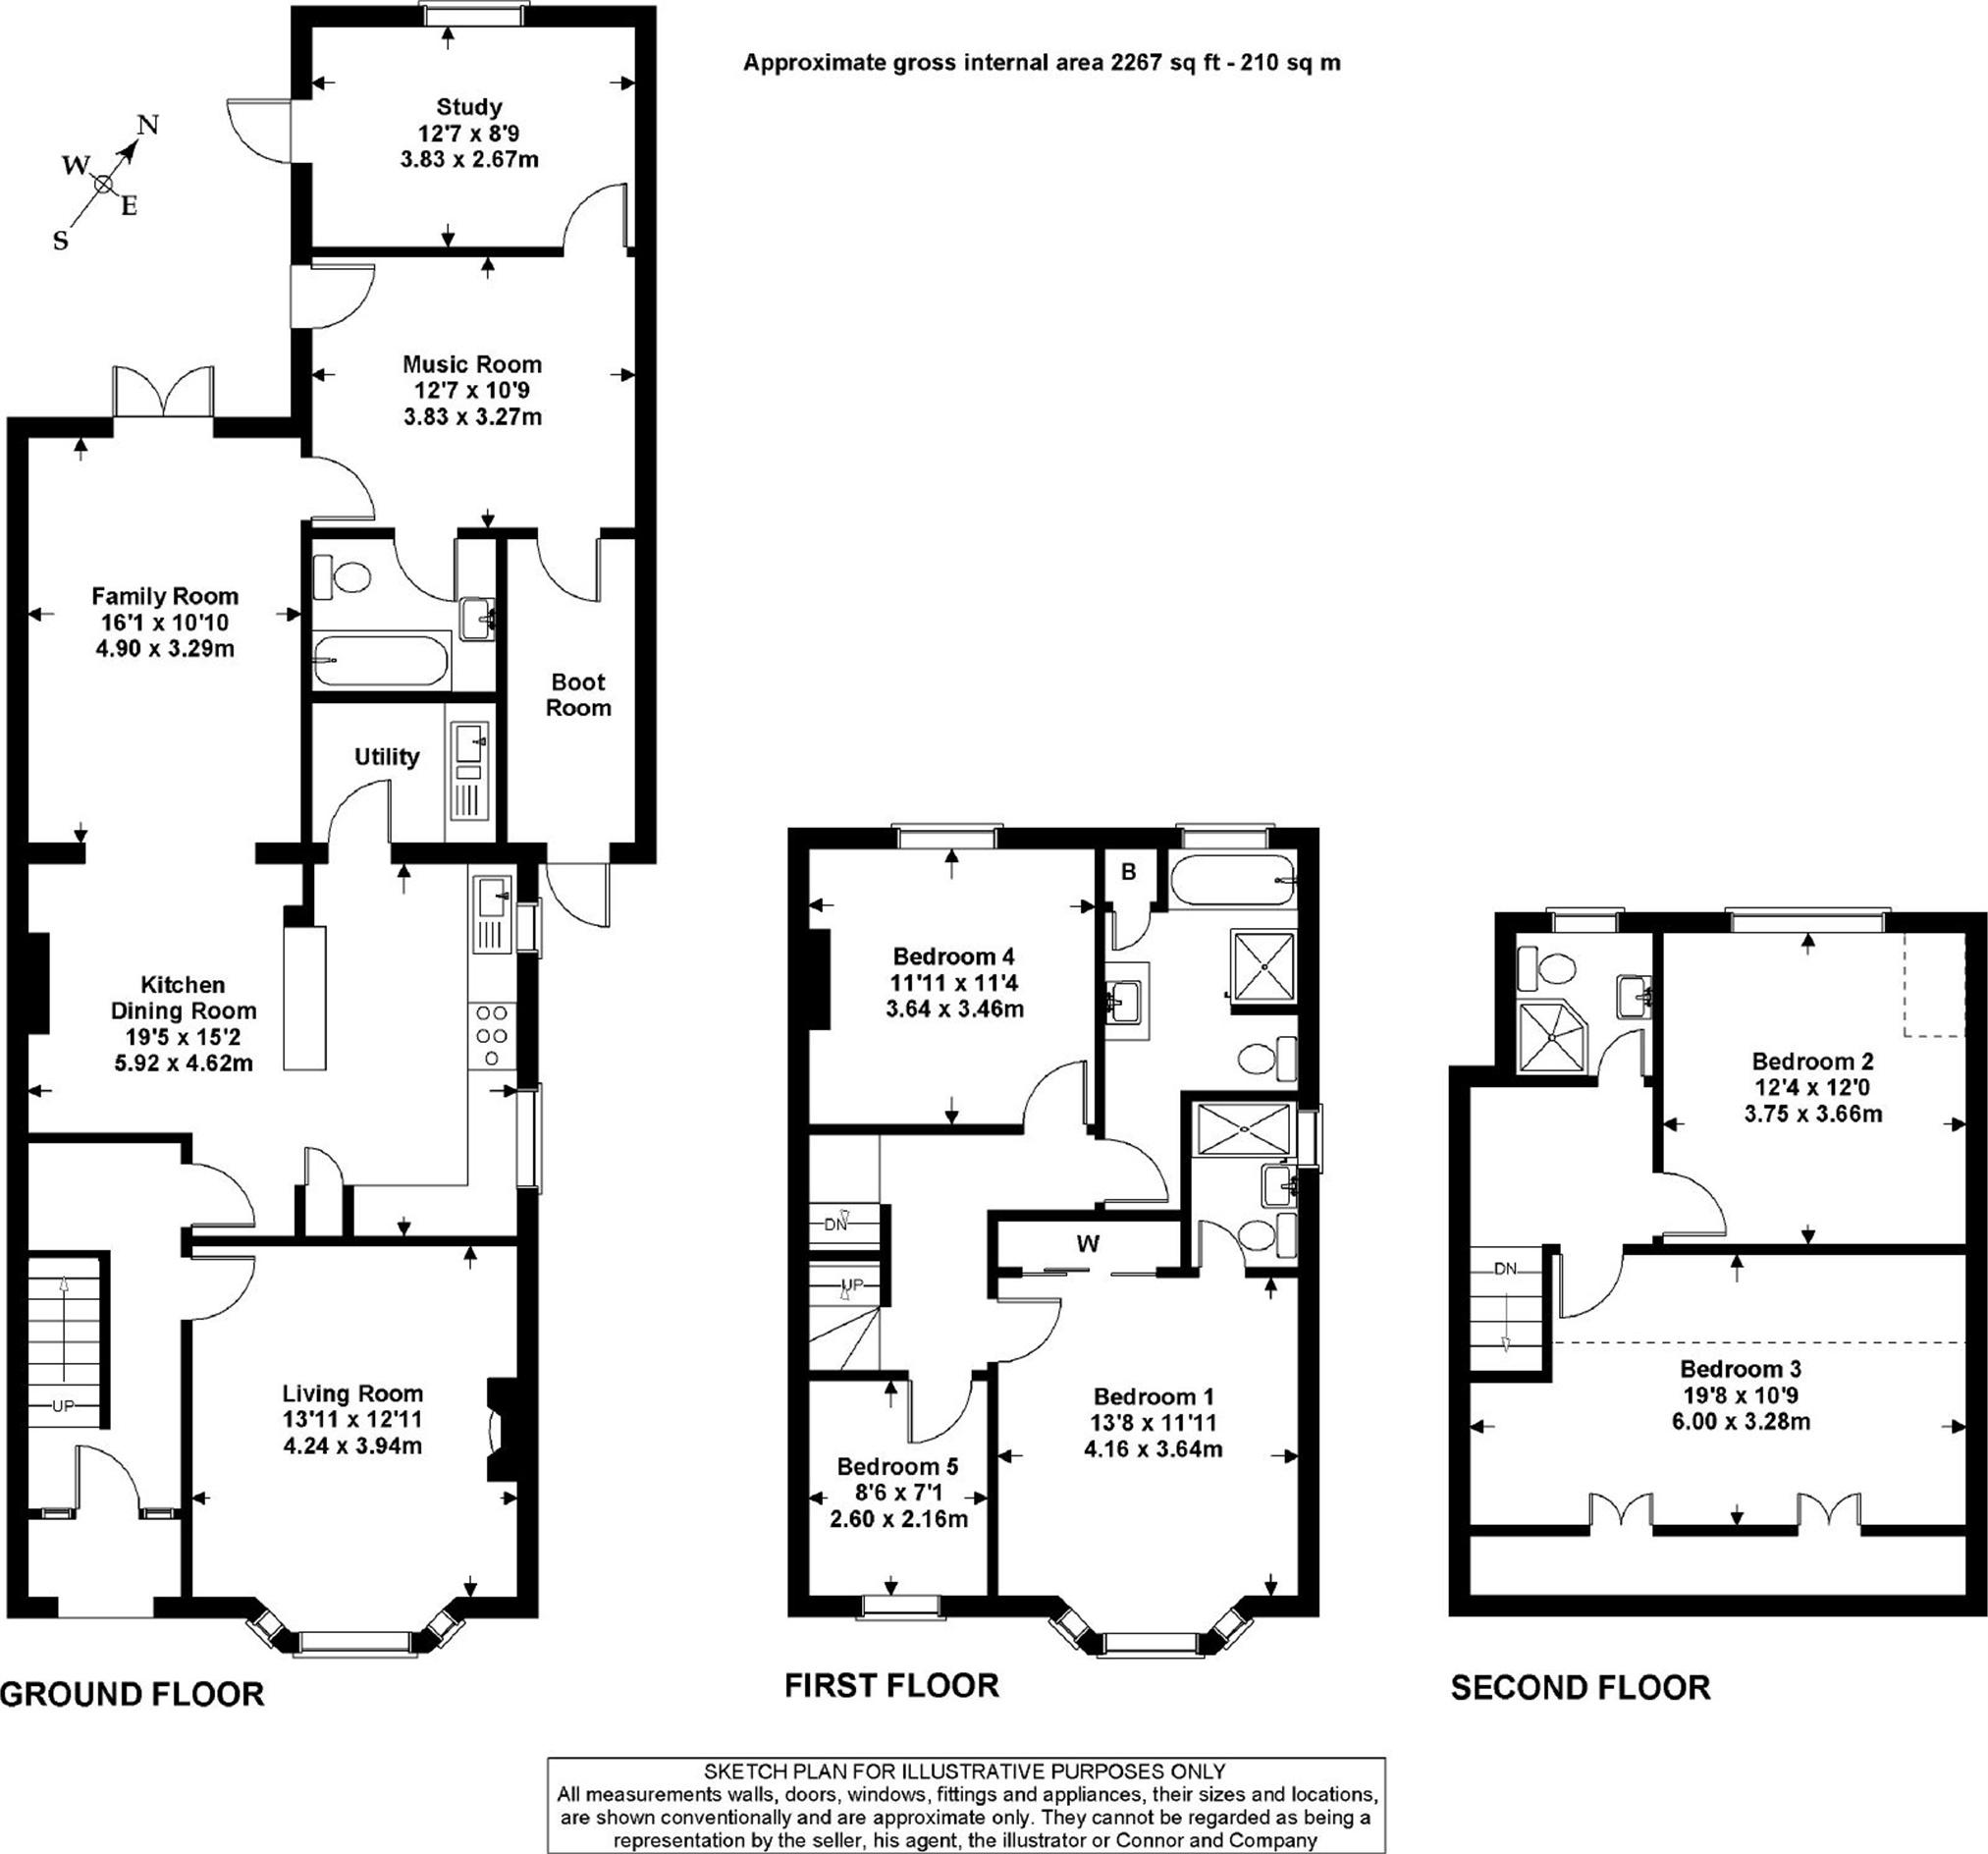 Approximate gross internal area 2267 sq ft - 210 sq m
N
W
E
S
Study
12'7 x 8'9
3.83 x 2.67m
Music Room
12'7 x 10'9
3.83 x 3.27m
Family Room
16'1 x 10'10
4.90 x 3.29m
Boot
Room
Utility
Kitchen
Dining Room
19'5 x 15'2
5.92 x 4.62m
UP
Living Room
13'11 x 12'11
4.24 x 3.94m
GROUND FLOOR
B
Bedroom 4
11'11 x 11'4
3.64 x 3.46m
DN
UP
W
Bedroom 1
13'8 x 11'11
4.16 x 3.64m
Bedroom 5
8'6 x 7'1
2.60 x 2.16m
FIRST FLOOR
Bedroom 2
12'4 x 12'0
3.75 x 3.66m
DN
Bedroom 3
19'8 x 10'9
6.00 x 3.28m
SECOND FLOOR
SKETCH PLAN FOR ILLUSTRATIVE PURPOSES ONLY
All measurements walls, doors, windows, fittings and appliances, their sizes and locations,
are shown conventionally and are approximate only. They cannot be regarded as being a
representation by the seller, his agent, the illustrator or Connor and Company